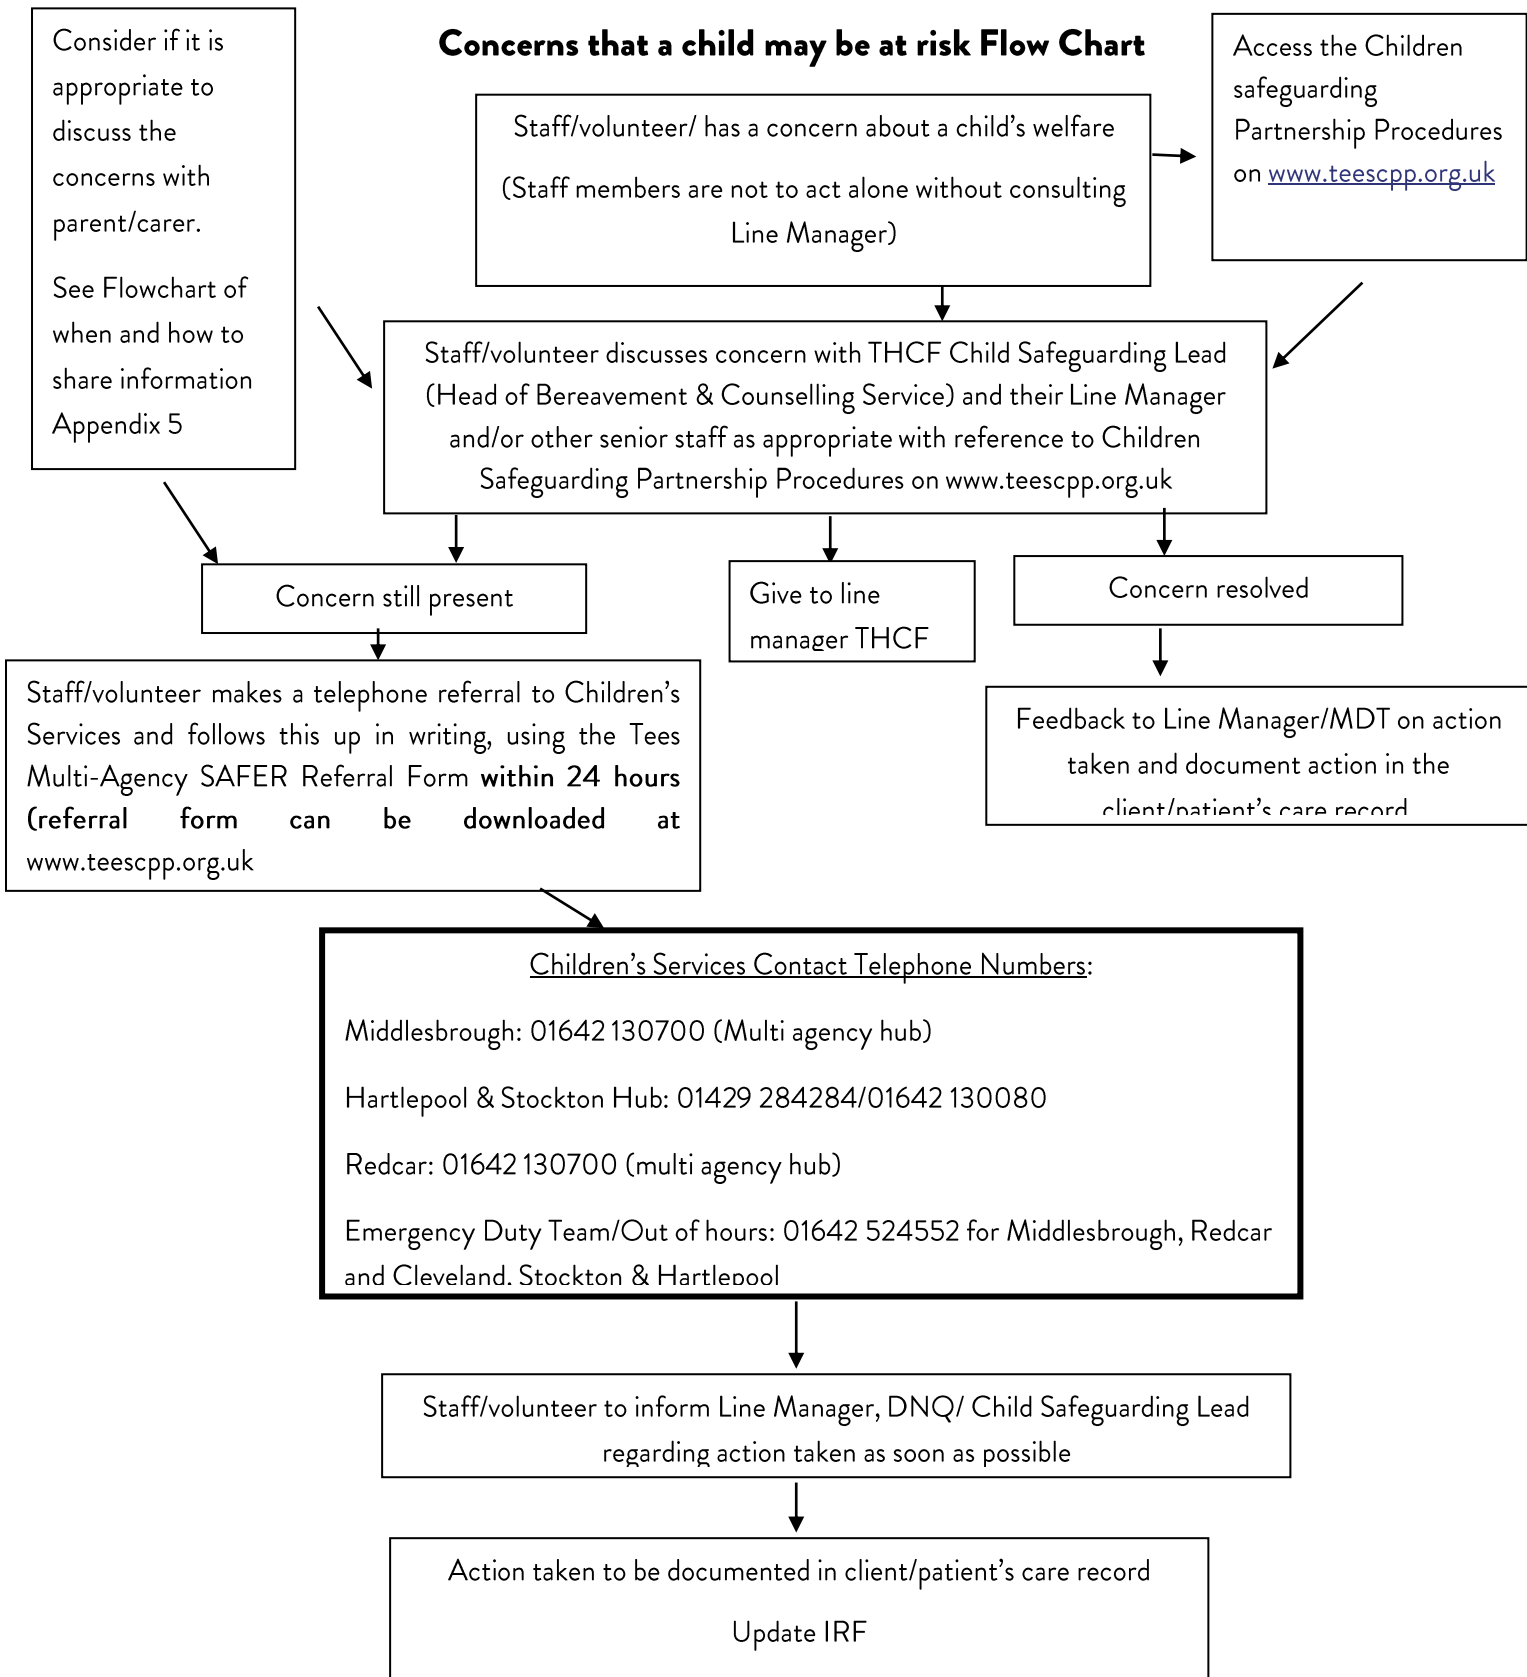 Concerns that a child may be at risk Flow Chart
Consider if it is
appropriate to
discuss the
concerns with
parent/carer.
See Flowchart of
when and how to
share information
Appendix 5
Staff/volunteer/ has a concern about a child's welfare
(Staff members are not to act alone without consulting
Line Manager)
Access the Children
safeguarding
Partnership Procedures
on www.teescpp.org.uk
Staff/volunteer discusses concern with THCF Child Safeguarding Lead
(Head of Bereavement & Counselling Service) and their Line Manager
and/or other senior staff as appropriate with reference to Children
Safeguarding Partnership Procedures on www.teescpp.org.uk
Concern still present
Give to line
manager THCF
Concern resolved
Staff/volunteer makes a telephone referral to Children's
Services and follows this up in writing, using the Tees
Multi-Agency SAFER Referral Form within 24 hours
(referral form can be downloaded at
www.teescpp.org.uk
Feedback to Line Manager/MDT on action
taken and document action in the
client/patient's care record
Children's Services Contact Telephone Numbers:
Middlesbrough: 01642 130700 (Multi agency hub)
Hartlepool & Stockton Hub: 01429 284284/01642 130080
Redcar: 01642 130700 (multi agency hub)
Emergency Duty Team/Out of hours: 01642 524552 for Middlesbrough, Redcar
and Cleveland, Stockton & Hartlepool
Staff/volunteer to inform Line Manager, DNQ/ Child Safeguarding Lead
regarding action taken as soon as possible
Action taken to be documented in client/patient's care record
Update IRF